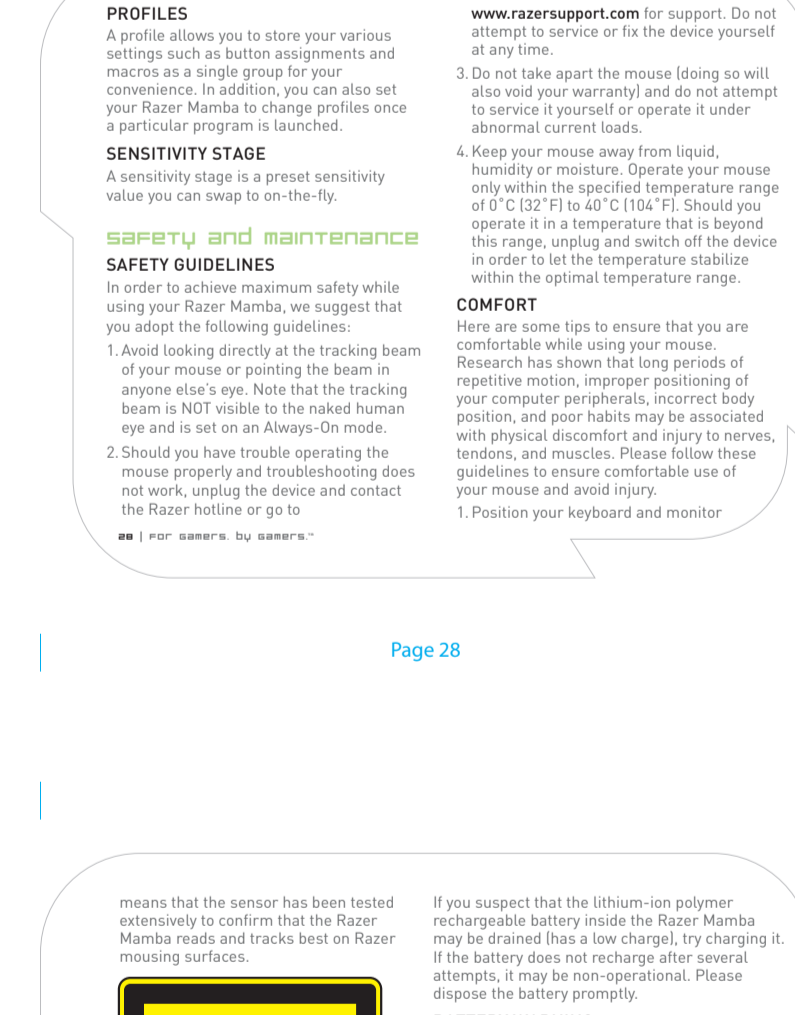 PROFILES
A profile allows you to store your various
settings such as button assignments and
macros as a single group for your
convenience. In addition, you can also set
your Razer Mamba to change profiles once
a particular program is launched.
SENSITIVITY STAGE
A sensitivity stage is a preset sensitivity
value you can swap to on-the-fly.
safety and maintenance
SAFETY GUIDELINES
In order to achieve maximum safety while
using your Razer Mamba, we suggest that
you adopt the following guidelines:
1. Avoid looking directly at the tracking beam
of your mouse or pointing the beam in
anyone else's eye. Note that the tracking
beam is NOT visible to the naked human
eye and is set on an Always-On mode.
2. Should you have trouble operating the
mouse properly and troubleshooting does
not work, unplug the device and contact
the Razer hotline or go to
28 | For gamers. by gamers.™
www.razersupport.com for support. Do not
attempt to service or fix the device yourself
at any time.
3. Do not take apart the mouse (doing so will
also void your warranty) and do not attempt
to service it yourself or operate it under
abnormal current loads.
4. Keep your mouse away from liquid,
humidity or moisture. Operate your mouse
only within the specified temperature range
of 0˚C (32˚F) to 40˚C (104˚F). Should you
operate it in a temperature that is beyond
this range, unplug and switch off the device
in order to let the temperature stabilize
within the optimal temperature range.
COMFORT
Here are some tips to ensure that you are
comfortable while using your mouse.
Research has shown that long periods of
repetitive motion, improper positioning of
your computer peripherals, incorrect body
position, and poor habits may be associated
with physical discomfort and injury to nerves,
tendons, and muscles. Please follow these
guidelines to ensure comfortable use of
your mouse and avoid injury.
1. Position your keyboard and monitor
Page 28
means that the sensor has been tested
extensively to confirm that the Razer
Mamba reads and tracks best on Razer
mousing surfaces.
If you suspect that the lithium-ion polymer
rechargeable battery inside the Razer Mamba
may be drained (has a low charge), try charging it.
If the battery does not recharge after several
attempts, it may be non-operational. Please
dispose the battery promptly.